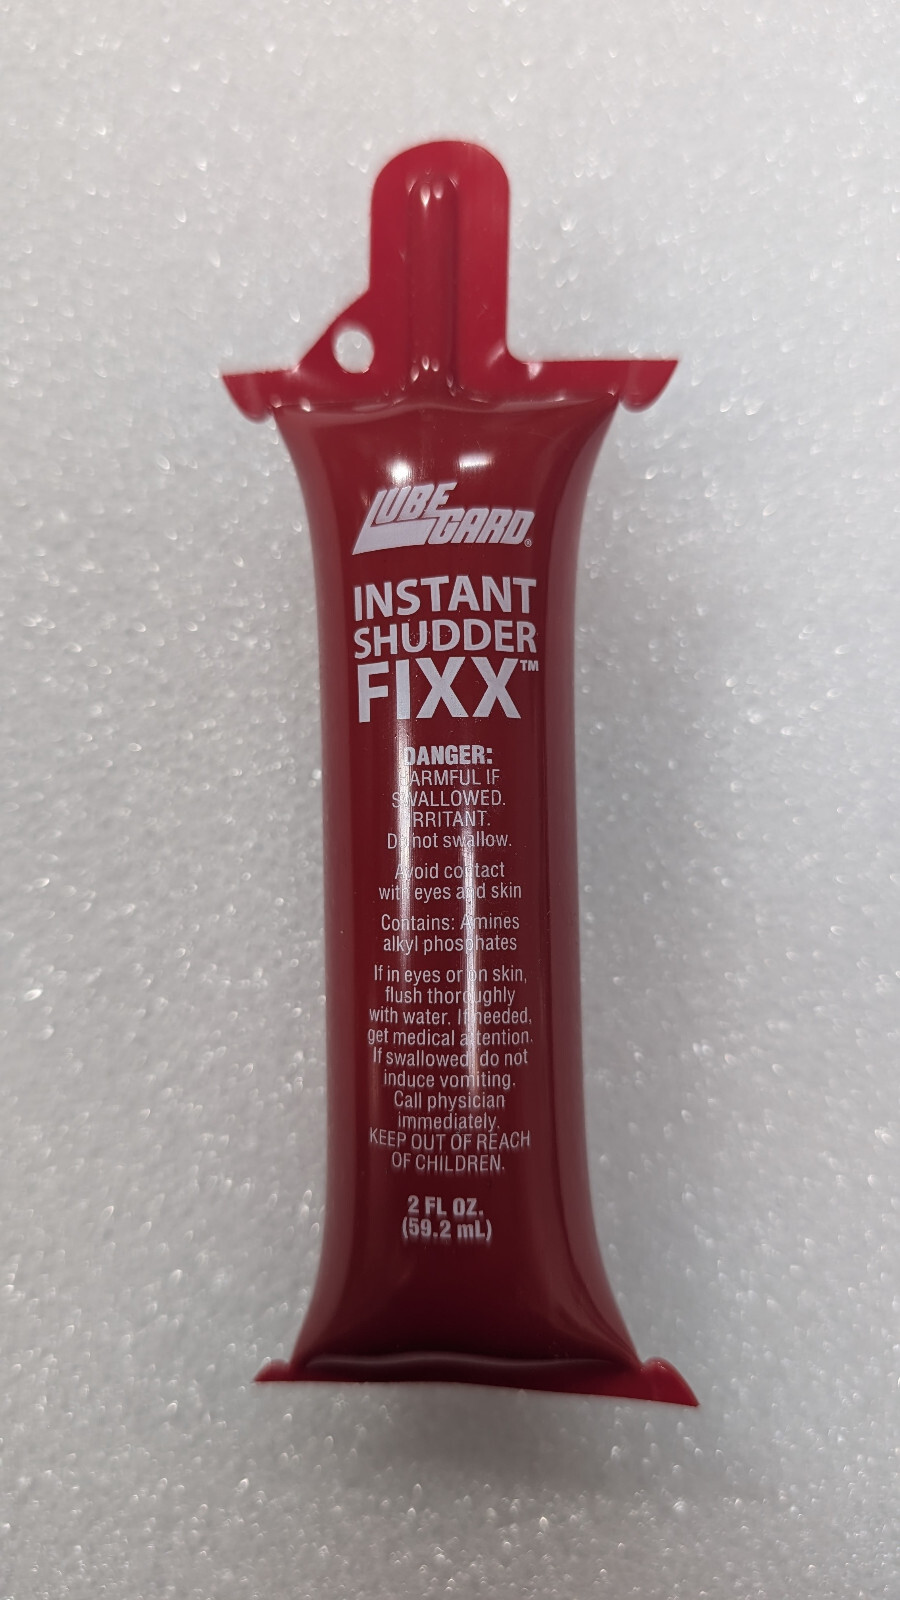 LUBE
GARD®
INSTANT
SHUDDER
FIXX™
DANGER:
HARMFUL IF
SWALLOWED.
IRRITANT.
Do not swallow.
Avoid contact
with eyes and skin
Contains: Amines
alkyl phosphates
If in eyes or on skin,
flush thoroughly
with water. If needed,
get medical attention.
If swallowed, do not
induce vomiting.
Call physician
immediately.
KEEP OUT OF REACH
OF CHILDREN.
2 FL OZ.
(59.2 mL)